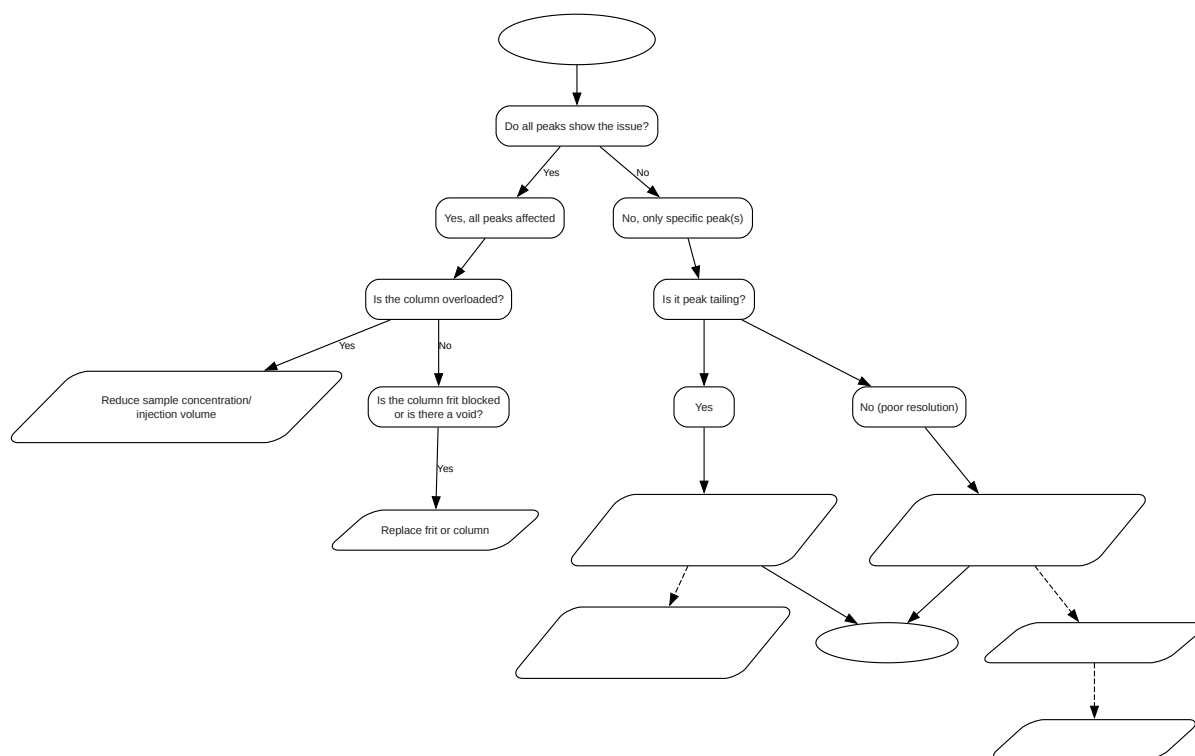 Do all peaks show the issue?
Yes
No
Yes, all peaks affected
No, only specific peak(s)
Is the column overloaded?
Is it peak tailing?
Yes
No
Reduce sample concentration/
injection volume
Is the column frit blocked
or is there a void?
Yes
No (poor resolution)
Yes
Replace frit or column